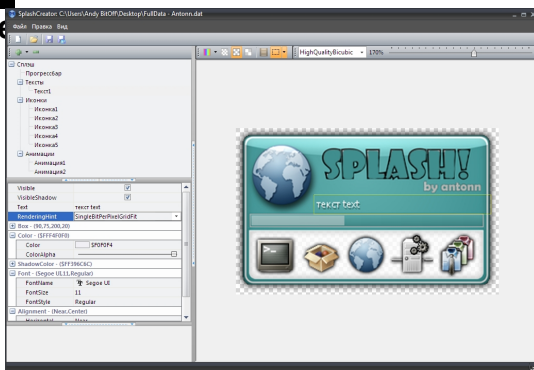 SplashCreator: C:\Users\Andy BitOff\Desktop\FullData - Antonn.dat
Файл Правка Вид
HighQualityBicubic 170%
Сплэш
Прогрессбар
Тексты
Текст1
Иконки
Иконка1
Иконка2
Иконка3
Иконка4
Иконка5
Анимации
Анимация1
Анимация2
Visible
VisibleShadow
Text текст text
RenderingHint SingleBitPerPixelGridFit
Box - (90,75,200,20)
Color - ($FFF4F0F0)
Color $F0F0F4
ColorAlpha
ShadowColor - ($FF396C6C)
Font - (Segoe UI,11,Regular)
FontName Segoe UI
FontSize 11
FontStyle Regular
Alignment - (Near,Center)
SPLASH!
by antonn
текст text